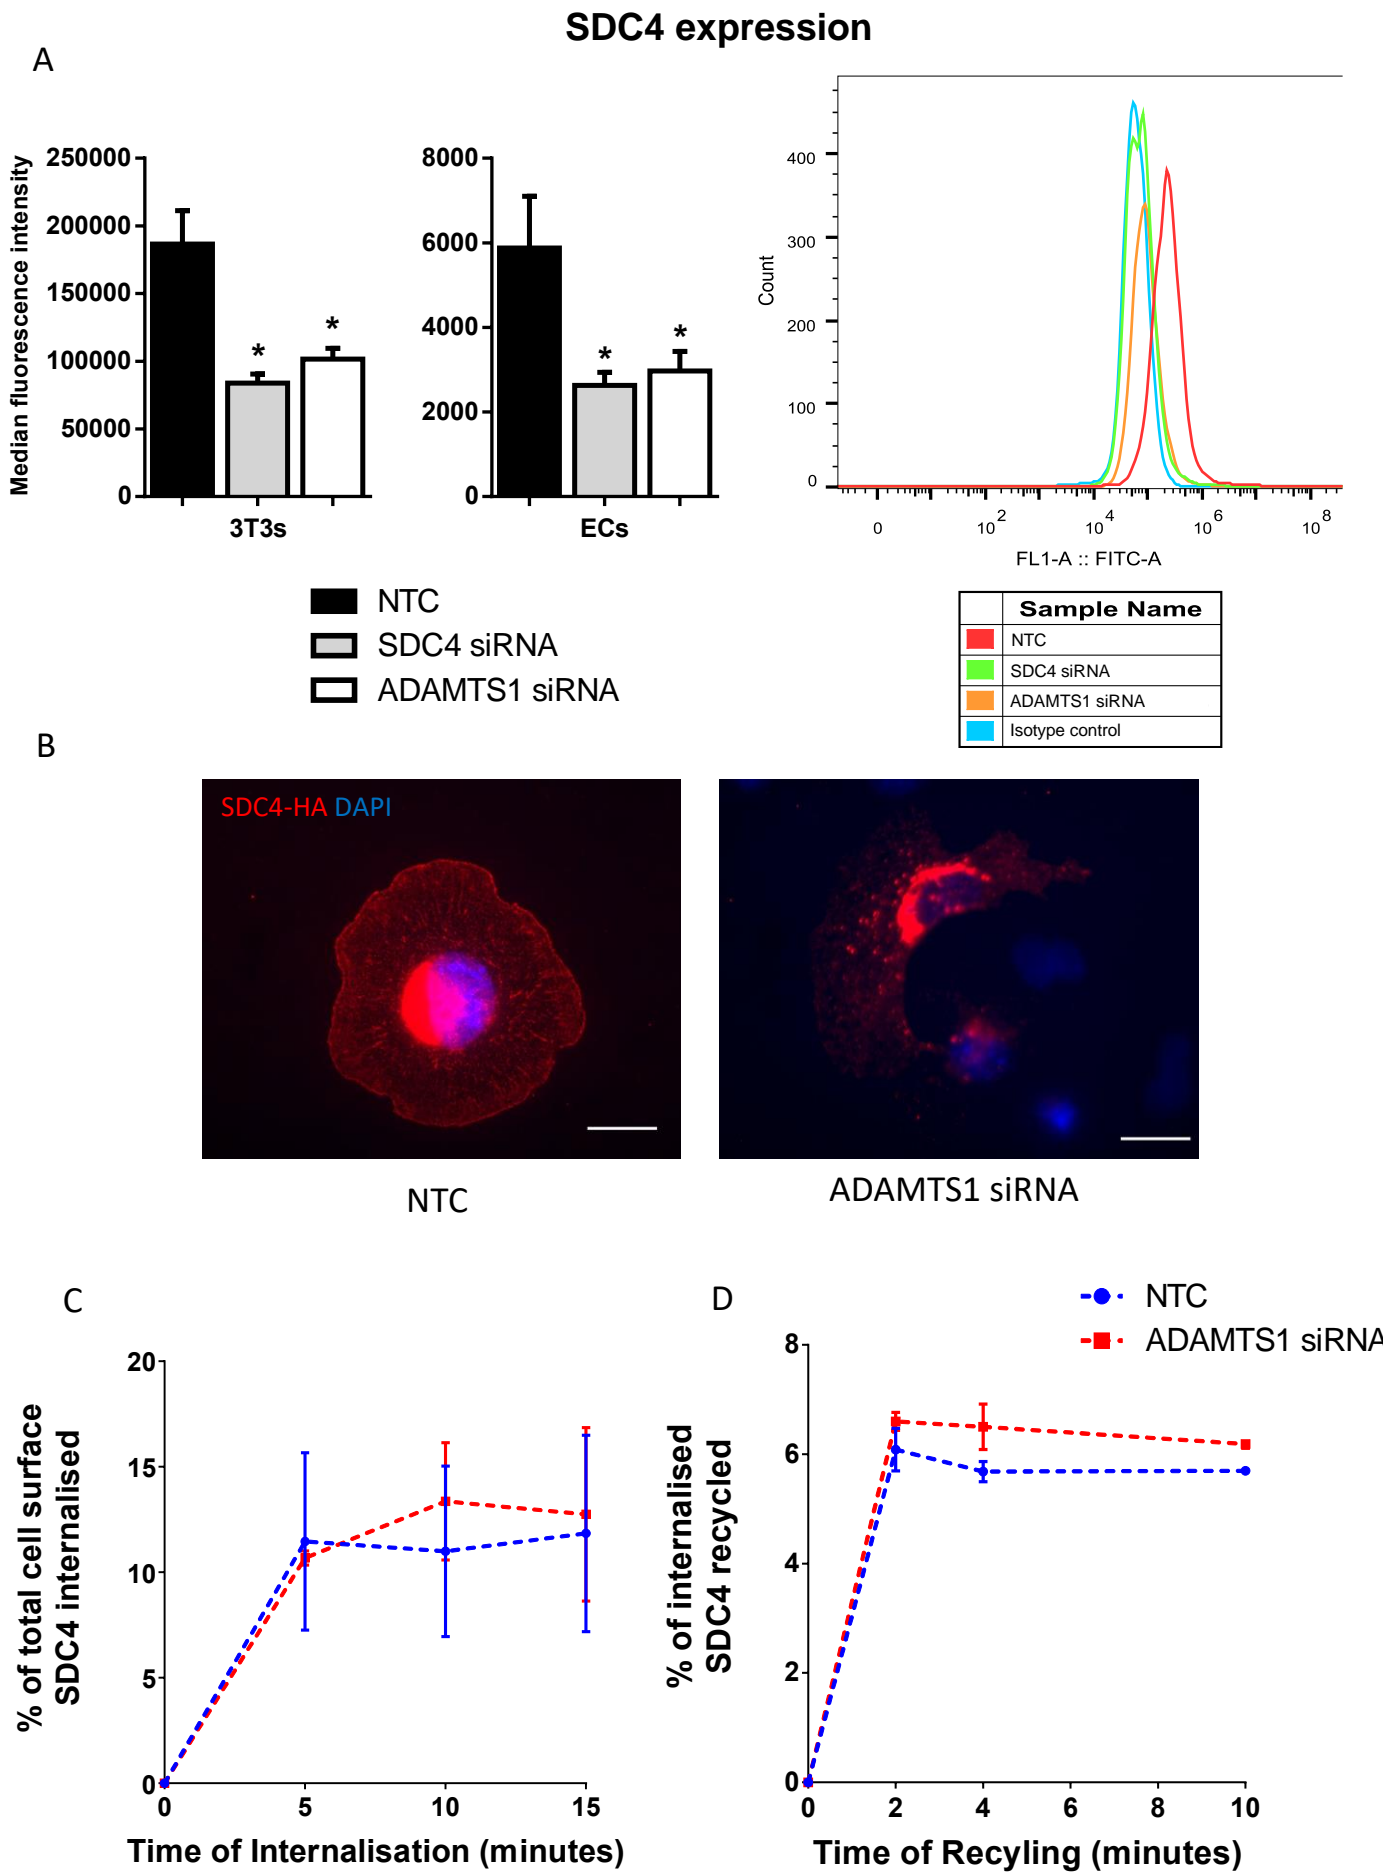 SDC4 expression
A
Median fluorescence intensity
250000
200000
150000
100000
50000
0
*
*
3T3s
8000
6000
4000
2000
0
*
*
ECs
NTC
SDC4 siRNA
ADAMTS1 siRNA
Count
400
300
200
100
0
0
10 2
10 4
10 6
10 8
FL1-A :: FITC-A
Sample Name
NTC
SDC4 siRNA
ADAMTS1 siRNA
Isotype control
B
SDC4-HA DAPI
NTC
ADAMTS1 siRNA
C
% of total cell surface
SDC4 internalised
20
15
10
5
0
0
5
10
15
Time of Internalisation (minutes)
D
NTC
ADAMTS1 siRNA
% of internalised
SDC4 recycled
8
6
4
2
0
0
2
4
6
8
10
Time of Recyling (minutes)